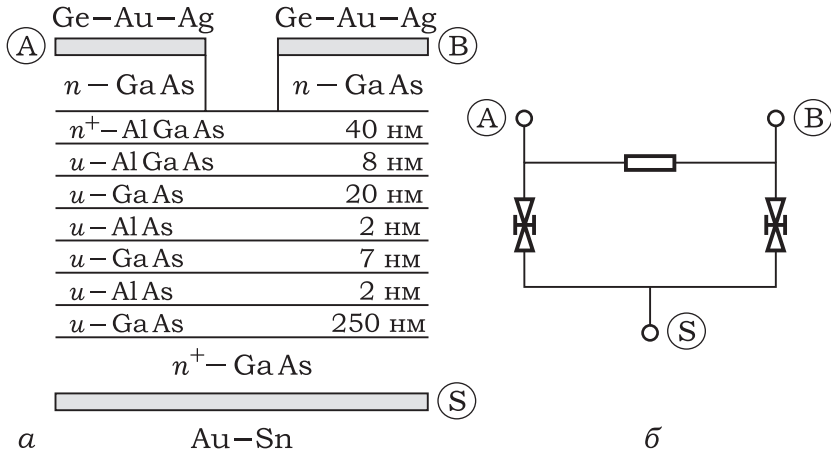 Ge–Au–Ag Ge–Au–Ag
A B
n – GaAs n – GaAs
n⁺– AlGaAs 40 нм
u – AlGaAs 8 нм
u – GaAs 20 нм
u – AlAs 2 нм
u – GaAs 7 нм
u – AlAs 2 нм
u – GaAs 250 нм
n⁺– GaAs
S
а Au–Sn
A B
S
б